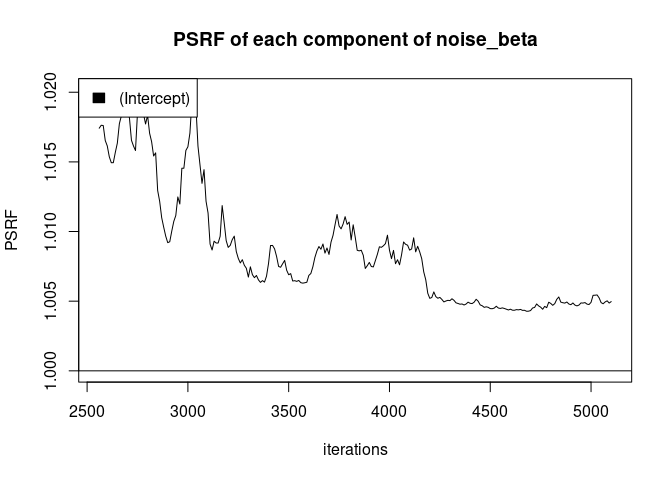 PSRF of each component of noise_beta
(Intercept)
PSRF
1.020
1.015
1.010
1.005
1.000
2500 3000 3500 4000 4500 5000
iterations